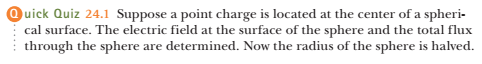 Quick Quiz 24.1 Suppose a point charge is located at the center of a spheri-
cal surface. The electric field at the surface of the sphere and the total flux
through the sphere are determined. Now the radius of the sphere is halved.